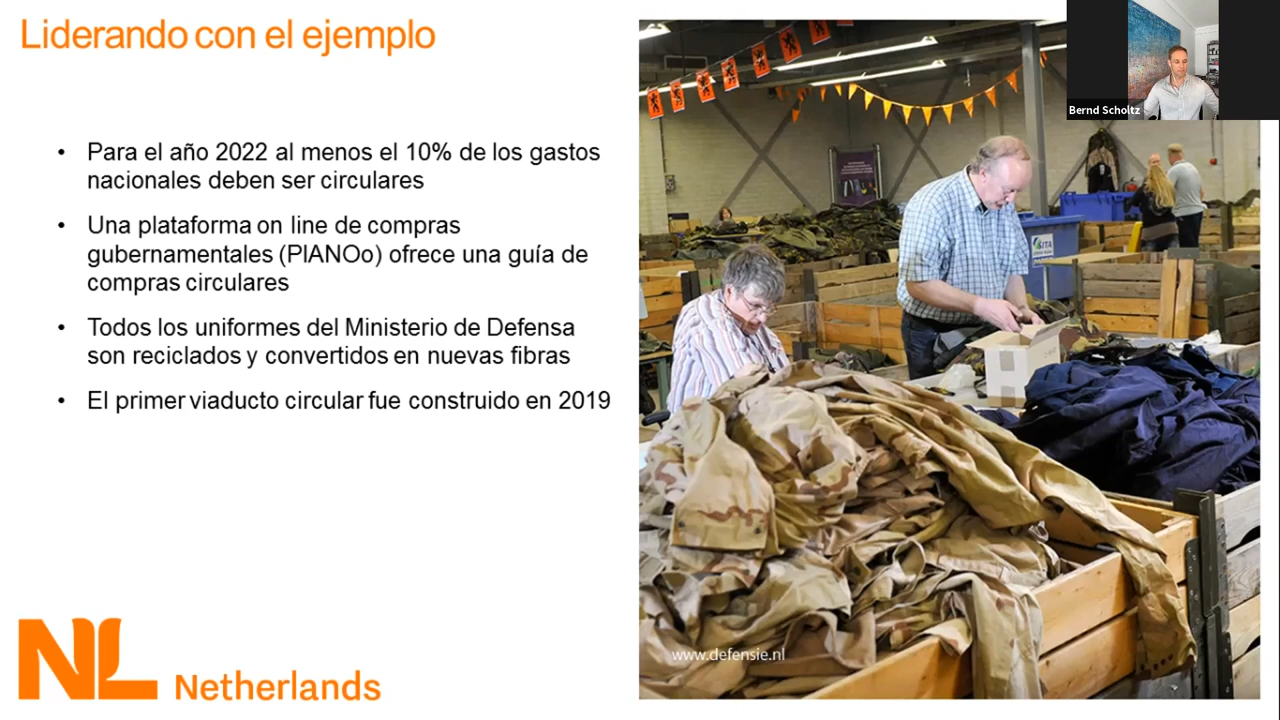 Liderando con el ejemplo
Bernd Scholtz
• Para el año 2022 al menos el 10% de los gastos
nacionales deben ser circulares
• Una plataforma on line de compras
gubernamentales (PIANOo) ofrece una guía de
compras circulares
• Todos los uniformes del Ministerio de Defensa
son reciclados y convertidos en nuevas fibras
• El primer viaducto circular fue construido en 2019
www.defensie.nl
NL Netherlands